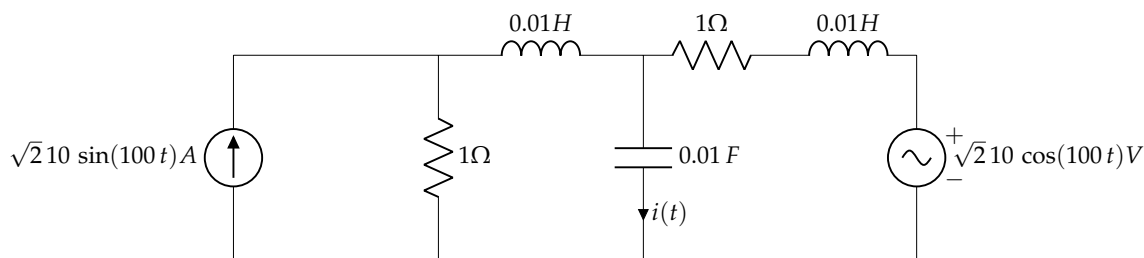 0.01H
1Ω
0.01H
√2 10 sin(100 t)A
1Ω
0.01 F
i(t)
+
−
√2 10 cos(100 t)V